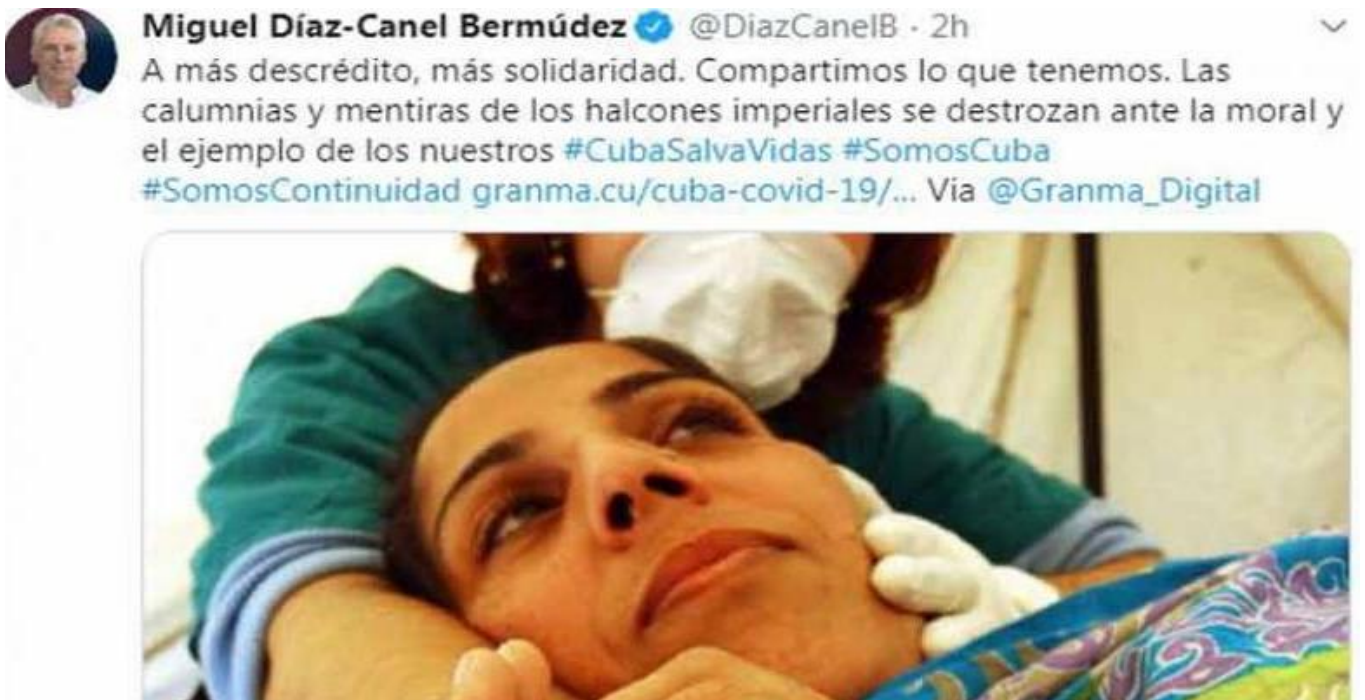 Miguel Díaz-Canel Bermúdez @DiazCanelB · 2h
A más descrédito, más solidaridad. Compartimos lo que tenemos. Las
calumnias y mentiras de los halcones imperiales se destrozan ante la moral y
el ejemplo de los nuestros #CubaSalvaVidas #SomosCuba
#SomosContinuidad granma.cu/cuba-covid-19/... Via @Granma_Digital